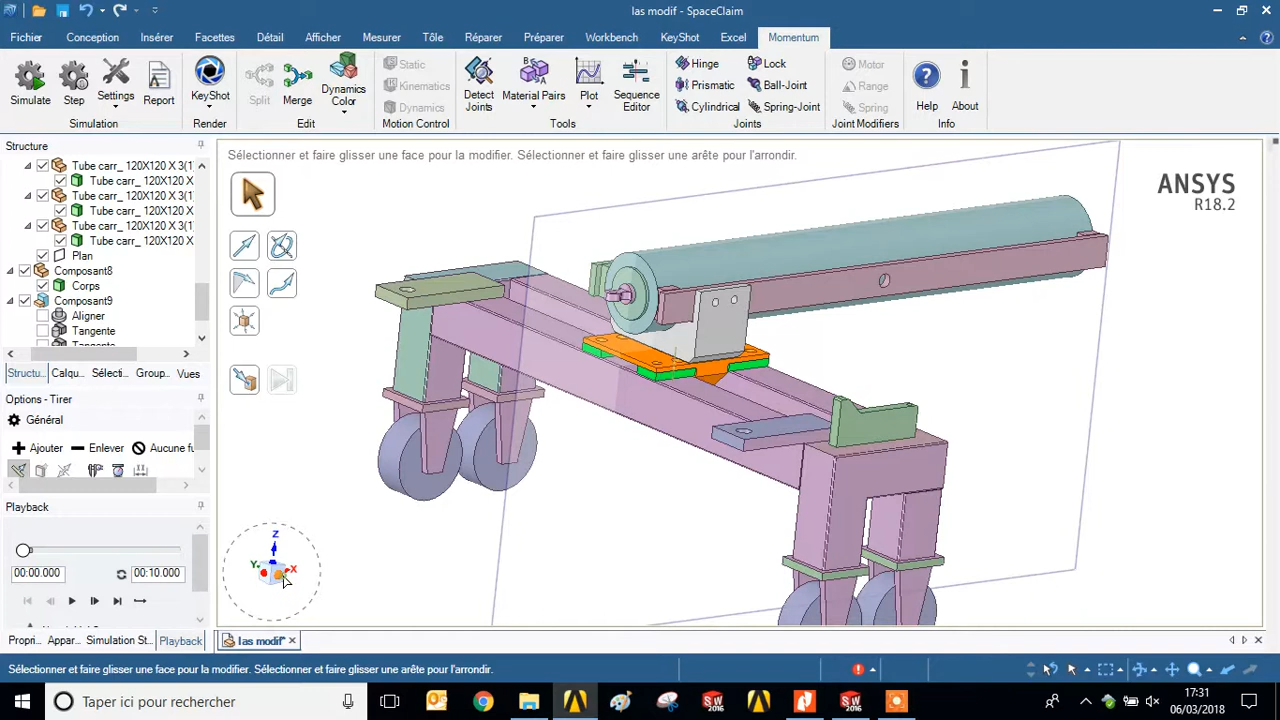 Ias modif - SpaceClaim
Fichier Conception Insérer Facettes Détail Afficher Mesurer Tôle Réparer Préparer Workbench KeyShot Excel Momentum
Simulate Step Settings Report
Simulation
KeyShot
Render
Split Merge Dynamics Color
Edit
Static
Kinematics
Dynamics
Motion Control
Detect Joints Material Pairs Plot Sequence Editor
Tools
Hinge Lock
Prismatic Ball-Joint
Cylindrical Spring-Joint
Joints
Motor
Range
Spring
Joint Modifiers
Help About
Info
Structure
Tube carr_ 120X120 X 3(1)
Tube carr_ 120X120 X
Tube carr_ 120X120 X 3(1)
Tube carr_ 120X120 X
Tube carr_ 120X120 X 3(1)
Tube carr_ 120X120 X
Plan
Composant8
Corps
Composant9
Aligner
Tangente
Structu... Calqu... Sélecti... Group... Vues
Options - Tirer
Général
Ajouter Enlever Aucune fu
Playback
00:00.000 00:10.000
Propri... Appar... Simulation St... Playback
Sélectionner et faire glisser une face pour la modifier. Sélectionner et faire glisser une arête pour l'arrondir.
ANSYS
R18.2
Z
Y X
Ias modif*
Sélectionner et faire glisser une face pour la modifier. Sélectionner et faire glisser une arête pour l'arrondir.
Taper ici pour rechercher
17:31
06/03/2018